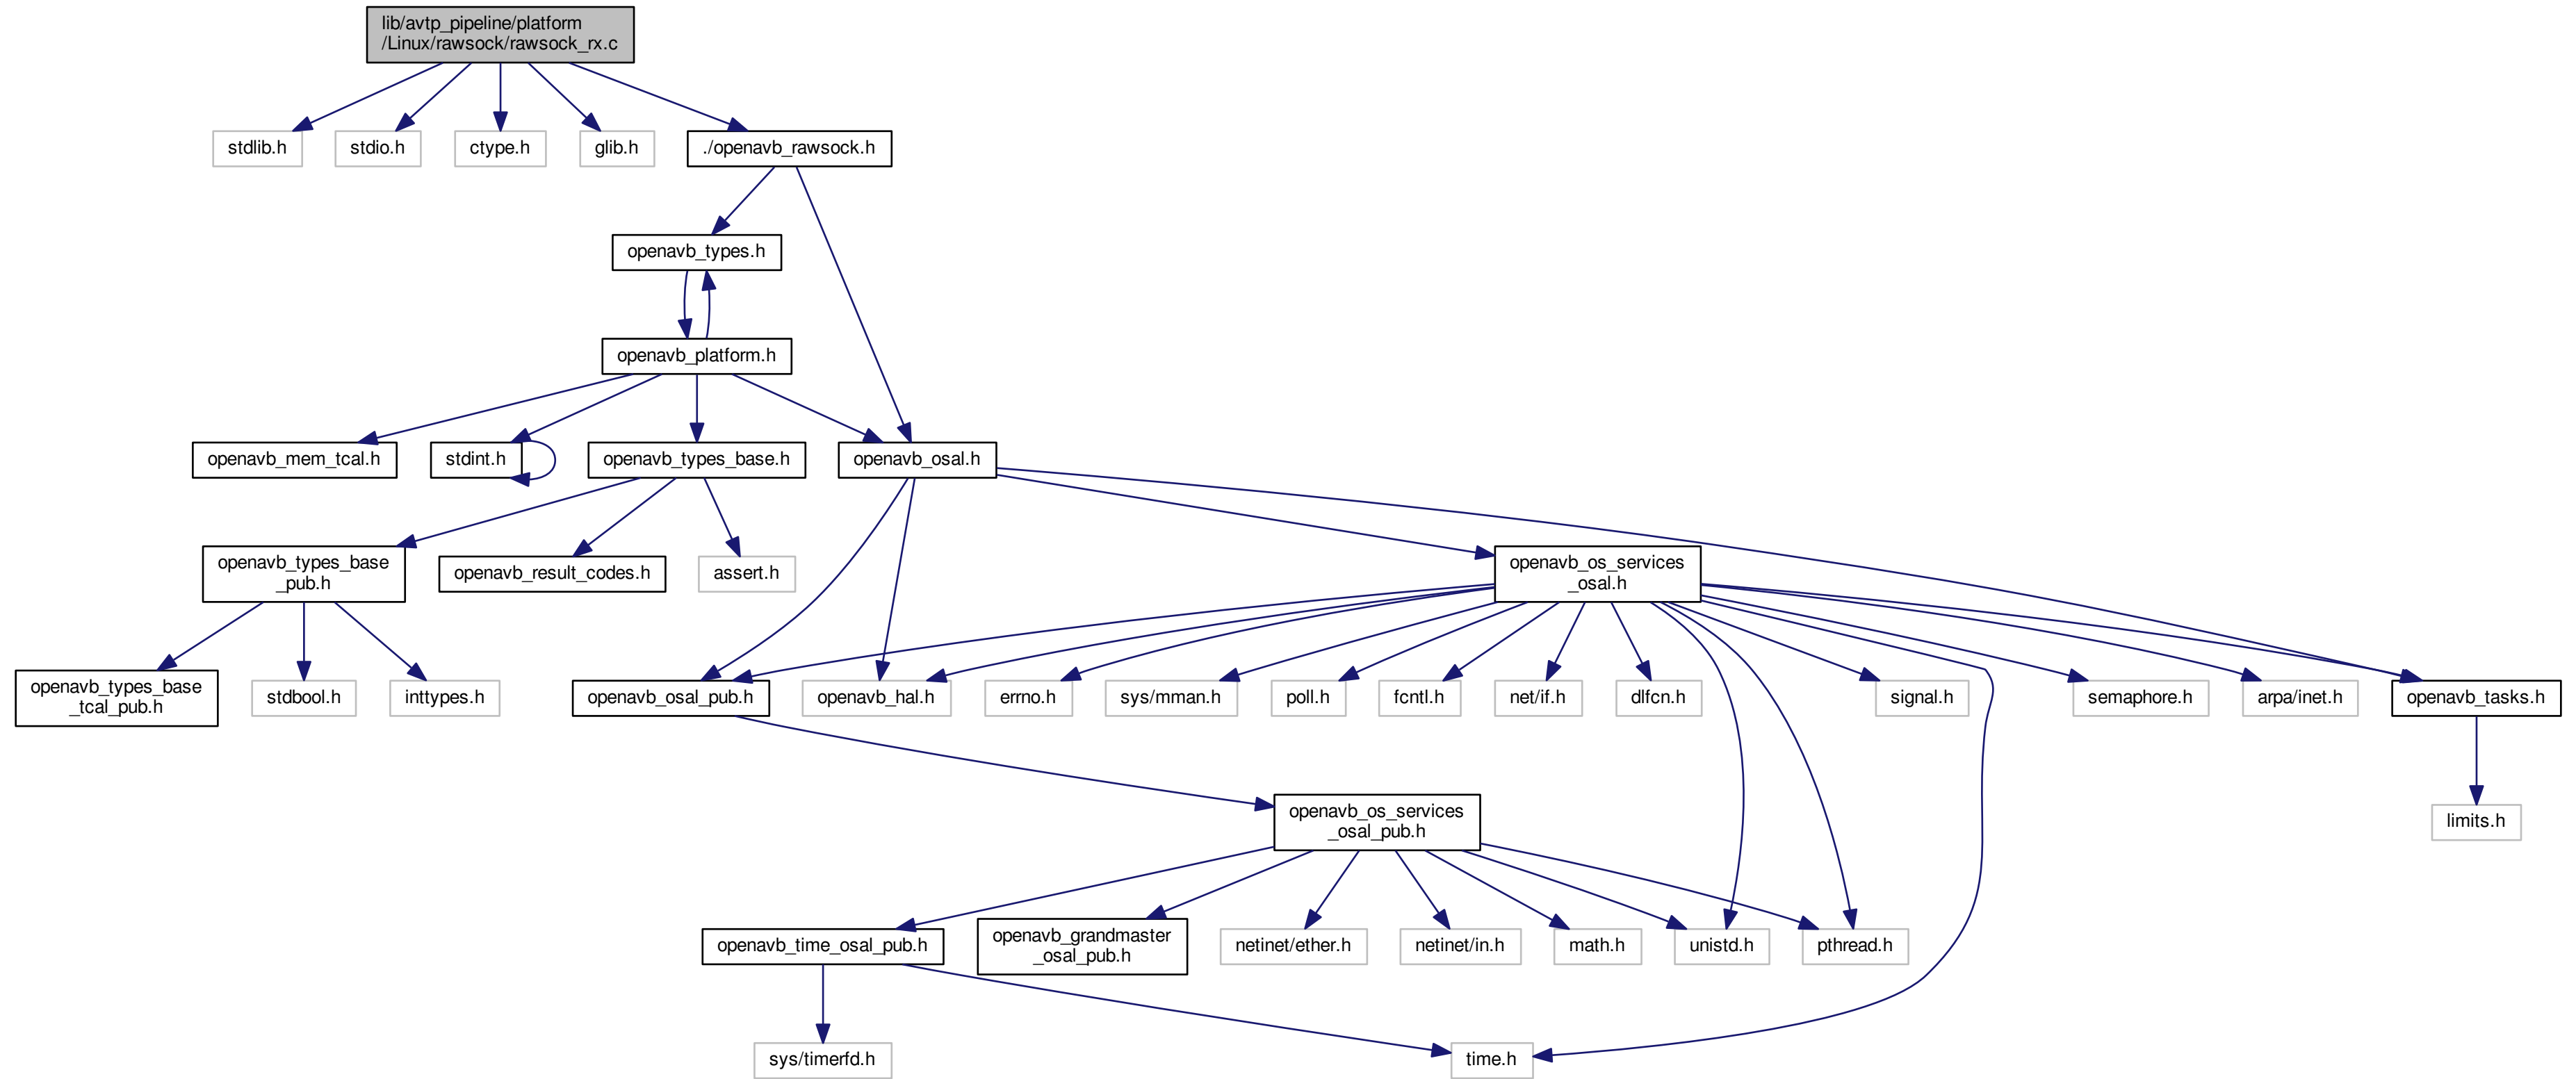 lib/avtp_pipeline/platform
/Linux/rawsock/rawsock_rx.c
stdlib.h
stdio.h
ctype.h
glib.h
./openavb_rawsock.h
openavb_types.h
openavb_platform.h
openavb_mem_tcal.h
stdint.h
openavb_types_base.h
openavb_osal.h
openavb_types_base
_pub.h
openavb_result_codes.h
assert.h
openavb_os_services
_osal.h
openavb_types_base
_tcal_pub.h
stdbool.h
inttypes.h
openavb_osal_pub.h
openavb_hal.h
errno.h
sys/mman.h
poll.h
fcntl.h
net/if.h
dlfcn.h
signal.h
semaphore.h
arpa/inet.h
openavb_tasks.h
openavb_os_services
_osal_pub.h
limits.h
openavb_time_osal_pub.h
openavb_grandmaster
_osal_pub.h
netinet/ether.h
netinet/in.h
math.h
unistd.h
pthread.h
sys/timerfd.h
time.h